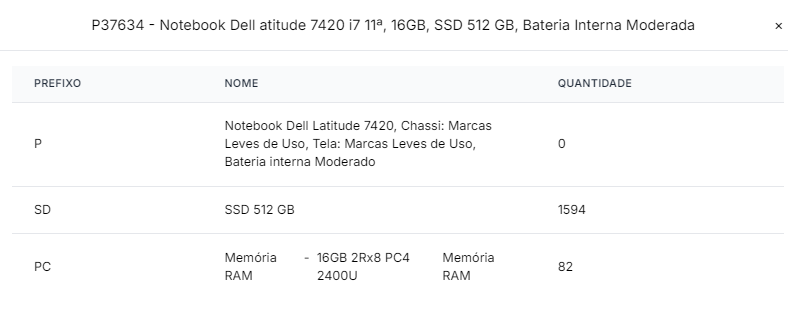 P37634 - Notebook Dell atitude 7420 i7 11ª, 16GB, SSD 512 GB, Bateria Interna Moderada ×
PREFIXO NOME QUANTIDADE
Notebook Dell Latitude 7420, Chassi: Marcas
P Leves de Uso, Tela: Marcas Leves de Uso, 0
Bateria interna Moderado
SD SSD 512 GB 1594
Memória - 16GB 2Rx8 PC4 Memória
PC 82
RAM 2400U RAM